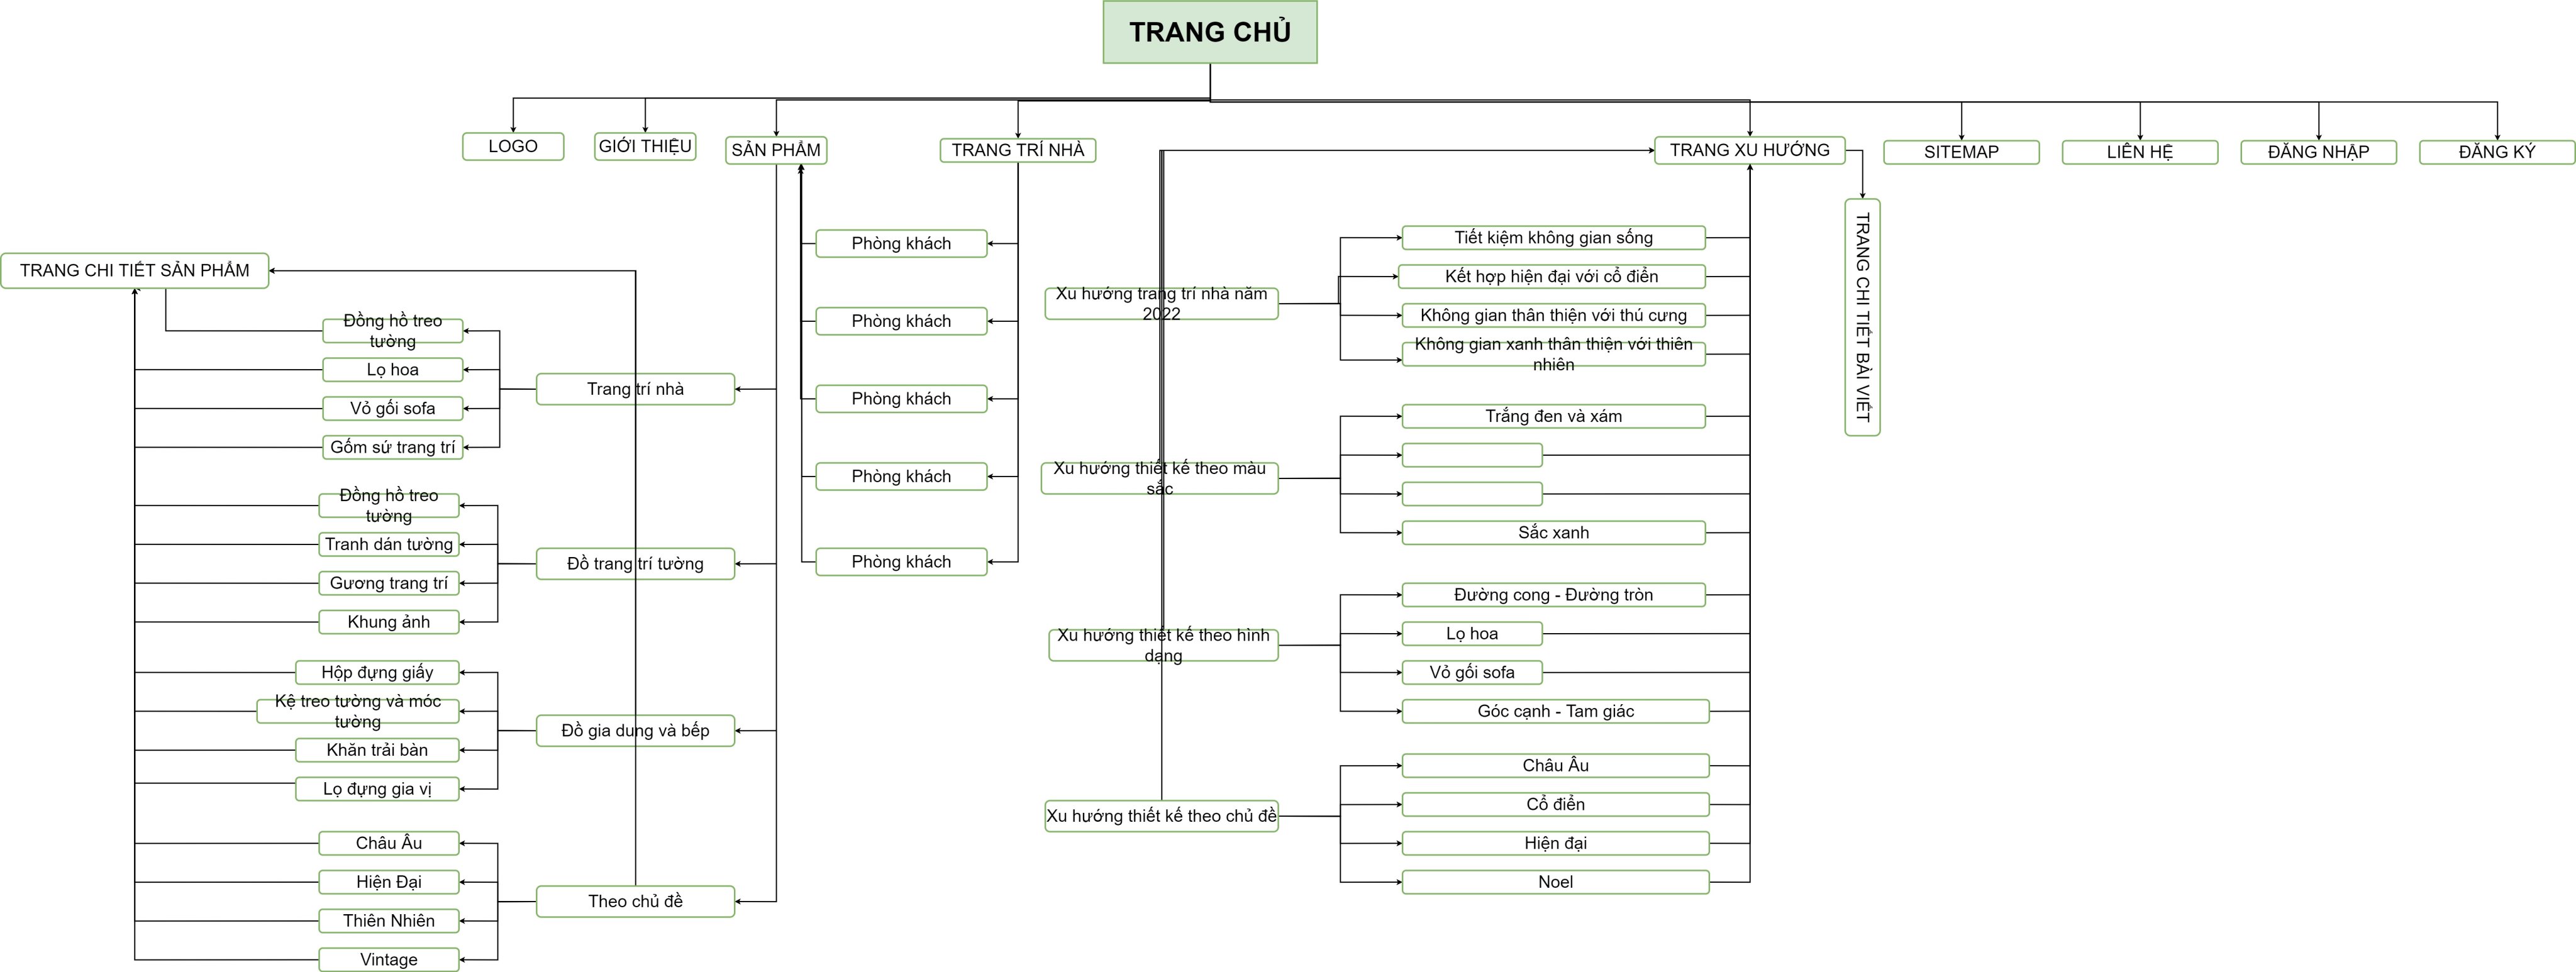 TRANG CHỦ
LOGO
GIỚI THIỆU
SẢN PHẨM
TRANG TRÍ NHÀ
TRANG XU HƯỚNG
SITEMAP
LIÊN HỆ
ĐĂNG NHẬP
ĐĂNG KÝ
TRANG CHI TIẾT BÀI VIẾT
TRANG CHI TIẾT SẢN PHẨM
Đồng hồ treo
tường
Lọ hoa
Vỏ gối sofa
Gốm sứ trang trí
Trang trí nhà
Đồng hồ treo
tường
Tranh dán tường
Gương trang trí
Khung ảnh
Đồ trang trí tường
Hộp đựng giấy
Kệ treo tường và móc
tường
Khăn trải bàn
Lọ đựng gia vị
Đồ gia dung và bếp
Châu Âu
Hiện Đại
Thiên Nhiên
Vintage
Theo chủ đề
Phòng khách
Phòng khách
Phòng khách
Phòng khách
Phòng khách
Xu hướng trang trí nhà năm
2022
Tiết kiệm không gian sống
Kết hợp hiện đại với cổ điển
Không gian thân thiện với thú cưng
Không gian xanh thân thiện với thiên
nhiên
Xu hướng thiết kế theo màu
sắc
Trắng đen và xám
Sắc xanh
Xu hướng thiết kế theo hình
dạng
Đường cong - Đường tròn
Lọ hoa
Vỏ gối sofa
Góc cạnh - Tam giác
Xu hướng thiết kế theo chủ đề
Châu Âu
Cổ điển
Hiện đại
Noel